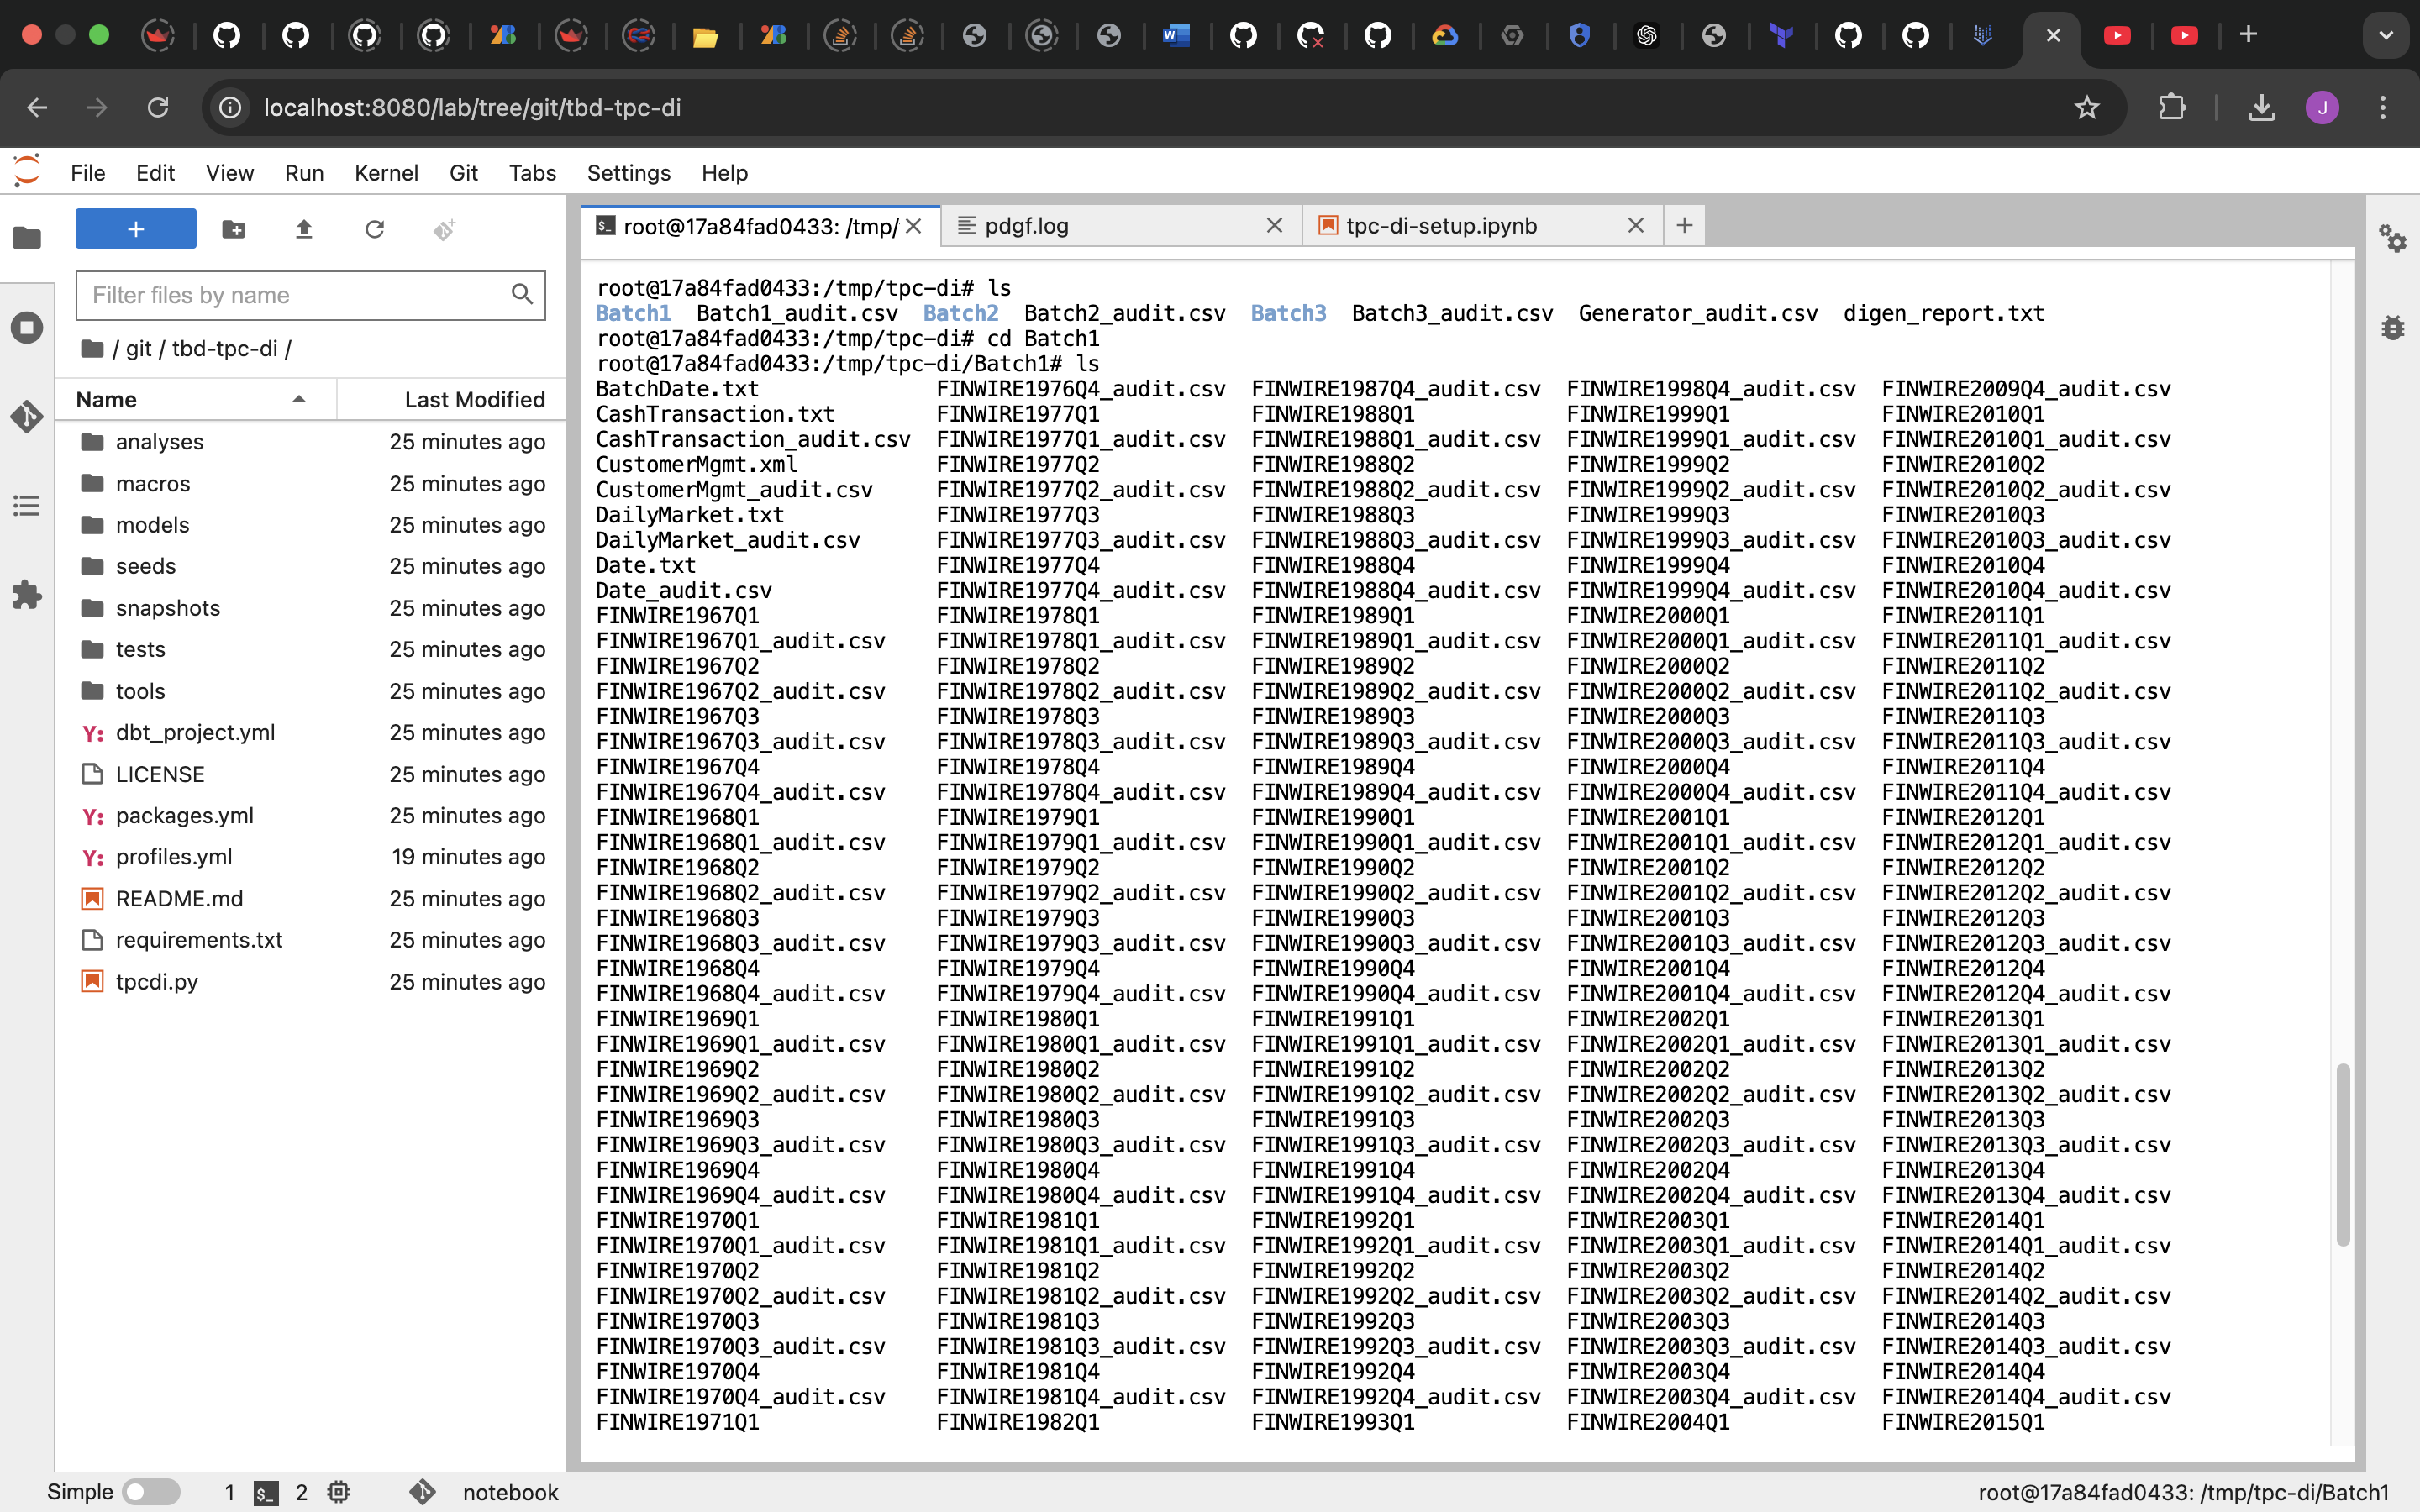 localhost:8080/lab/tree/git/tbd-tpc-di
J
File Edit View Run Kernel Git Tabs Settings Help
+
Filter files by name
/ git / tbd-tpc-di /
Name Last Modified
analyses 25 minutes ago
macros 25 minutes ago
models 25 minutes ago
seeds 25 minutes ago
snapshots 25 minutes ago
tests 25 minutes ago
tools 25 minutes ago
Y: dbt_project.yml 25 minutes ago
LICENSE 25 minutes ago
Y: packages.yml 25 minutes ago
Y: profiles.yml 19 minutes ago
README.md 25 minutes ago
requirements.txt 25 minutes ago
tpcdi.py 25 minutes ago
root@17a84fad0433: /tmp/ pdgf.log tpc-di-setup.ipynb
root@17a84fad0433:/tmp/tpc-di# ls
Batch1 Batch1_audit.csv Batch2 Batch2_audit.csv Batch3 Batch3_audit.csv Generator_audit.csv digen_report.txt
root@17a84fad0433:/tmp/tpc-di# cd Batch1
root@17a84fad0433:/tmp/tpc-di/Batch1# ls
BatchDate.txt FINWIRE1976Q4_audit.csv FINWIRE1987Q4_audit.csv FINWIRE1998Q4_audit.csv FINWIRE2009Q4_audit.csv
CashTransaction.txt FINWIRE1977Q1 FINWIRE1988Q1 FINWIRE1999Q1 FINWIRE2010Q1
CashTransaction_audit.csv FINWIRE1977Q1_audit.csv FINWIRE1988Q1_audit.csv FINWIRE1999Q1_audit.csv FINWIRE2010Q1_audit.csv
CustomerMgmt.xml FINWIRE1977Q2 FINWIRE1988Q2 FINWIRE1999Q2 FINWIRE2010Q2
CustomerMgmt_audit.csv FINWIRE1977Q2_audit.csv FINWIRE1988Q2_audit.csv FINWIRE1999Q2_audit.csv FINWIRE2010Q2_audit.csv
DailyMarket.txt FINWIRE1977Q3 FINWIRE1988Q3 FINWIRE1999Q3 FINWIRE2010Q3
DailyMarket_audit.csv FINWIRE1977Q3_audit.csv FINWIRE1988Q3_audit.csv FINWIRE1999Q3_audit.csv FINWIRE2010Q3_audit.csv
Date.txt FINWIRE1977Q4 FINWIRE1988Q4 FINWIRE1999Q4 FINWIRE2010Q4
Date_audit.csv FINWIRE1977Q4_audit.csv FINWIRE1988Q4_audit.csv FINWIRE1999Q4_audit.csv FINWIRE2010Q4_audit.csv
FINWIRE1967Q1 FINWIRE1978Q1 FINWIRE1989Q1 FINWIRE2000Q1 FINWIRE2011Q1
FINWIRE1967Q1_audit.csv FINWIRE1978Q1_audit.csv FINWIRE1989Q1_audit.csv FINWIRE2000Q1_audit.csv FINWIRE2011Q1_audit.csv
FINWIRE1967Q2 FINWIRE1978Q2 FINWIRE1989Q2 FINWIRE2000Q2 FINWIRE2011Q2
FINWIRE1967Q2_audit.csv FINWIRE1978Q2_audit.csv FINWIRE1989Q2_audit.csv FINWIRE2000Q2_audit.csv FINWIRE2011Q2_audit.csv
FINWIRE1967Q3 FINWIRE1978Q3 FINWIRE1989Q3 FINWIRE2000Q3 FINWIRE2011Q3
FINWIRE1967Q3_audit.csv FINWIRE1978Q3_audit.csv FINWIRE1989Q3_audit.csv FINWIRE2000Q3_audit.csv FINWIRE2011Q3_audit.csv
FINWIRE1967Q4 FINWIRE1978Q4 FINWIRE1989Q4 FINWIRE2000Q4 FINWIRE2011Q4
FINWIRE1967Q4_audit.csv FINWIRE1978Q4_audit.csv FINWIRE1989Q4_audit.csv FINWIRE2000Q4_audit.csv FINWIRE2011Q4_audit.csv
FINWIRE1968Q1 FINWIRE1979Q1 FINWIRE1990Q1 FINWIRE2001Q1 FINWIRE2012Q1
FINWIRE1968Q1_audit.csv FINWIRE1979Q1_audit.csv FINWIRE1990Q1_audit.csv FINWIRE2001Q1_audit.csv FINWIRE2012Q1_audit.csv
FINWIRE1968Q2 FINWIRE1979Q2 FINWIRE1990Q2 FINWIRE2001Q2 FINWIRE2012Q2
FINWIRE1968Q2_audit.csv FINWIRE1979Q2_audit.csv FINWIRE1990Q2_audit.csv FINWIRE2001Q2_audit.csv FINWIRE2012Q2_audit.csv
FINWIRE1968Q3 FINWIRE1979Q3 FINWIRE1990Q3 FINWIRE2001Q3 FINWIRE2012Q3
FINWIRE1968Q3_audit.csv FINWIRE1979Q3_audit.csv FINWIRE1990Q3_audit.csv FINWIRE2001Q3_audit.csv FINWIRE2012Q3_audit.csv
FINWIRE1968Q4 FINWIRE1979Q4 FINWIRE1990Q4 FINWIRE2001Q4 FINWIRE2012Q4
FINWIRE1968Q4_audit.csv FINWIRE1979Q4_audit.csv FINWIRE1990Q4_audit.csv FINWIRE2001Q4_audit.csv FINWIRE2012Q4_audit.csv
FINWIRE1969Q1 FINWIRE1980Q1 FINWIRE1991Q1 FINWIRE2002Q1 FINWIRE2013Q1
FINWIRE1969Q1_audit.csv FINWIRE1980Q1_audit.csv FINWIRE1991Q1_audit.csv FINWIRE2002Q1_audit.csv FINWIRE2013Q1_audit.csv
FINWIRE1969Q2 FINWIRE1980Q2 FINWIRE1991Q2 FINWIRE2002Q2 FINWIRE2013Q2
FINWIRE1969Q2_audit.csv FINWIRE1980Q2_audit.csv FINWIRE1991Q2_audit.csv FINWIRE2002Q2_audit.csv FINWIRE2013Q2_audit.csv
FINWIRE1969Q3 FINWIRE1980Q3 FINWIRE1991Q3 FINWIRE2002Q3 FINWIRE2013Q3
FINWIRE1969Q3_audit.csv FINWIRE1980Q3_audit.csv FINWIRE1991Q3_audit.csv FINWIRE2002Q3_audit.csv FINWIRE2013Q3_audit.csv
FINWIRE1969Q4 FINWIRE1980Q4 FINWIRE1991Q4 FINWIRE2002Q4 FINWIRE2013Q4
FINWIRE1969Q4_audit.csv FINWIRE1980Q4_audit.csv FINWIRE1991Q4_audit.csv FINWIRE2002Q4_audit.csv FINWIRE2013Q4_audit.csv
FINWIRE1970Q1 FINWIRE1981Q1 FINWIRE1992Q1 FINWIRE2003Q1 FINWIRE2014Q1
FINWIRE1970Q1_audit.csv FINWIRE1981Q1_audit.csv FINWIRE1992Q1_audit.csv FINWIRE2003Q1_audit.csv FINWIRE2014Q1_audit.csv
FINWIRE1970Q2 FINWIRE1981Q2 FINWIRE1992Q2 FINWIRE2003Q2 FINWIRE2014Q2
FINWIRE1970Q2_audit.csv FINWIRE1981Q2_audit.csv FINWIRE1992Q2_audit.csv FINWIRE2003Q2_audit.csv FINWIRE2014Q2_audit.csv
FINWIRE1970Q3 FINWIRE1981Q3 FINWIRE1992Q3 FINWIRE2003Q3 FINWIRE2014Q3
FINWIRE1970Q3_audit.csv FINWIRE1981Q3_audit.csv FINWIRE1992Q3_audit.csv FINWIRE2003Q3_audit.csv FINWIRE2014Q3_audit.csv
FINWIRE1970Q4 FINWIRE1981Q4 FINWIRE1992Q4 FINWIRE2003Q4 FINWIRE2014Q4
FINWIRE1970Q4_audit.csv FINWIRE1981Q4_audit.csv FINWIRE1992Q4_audit.csv FINWIRE2003Q4_audit.csv FINWIRE2014Q4_audit.csv
FINWIRE1971Q1 FINWIRE1982Q1 FINWIRE1993Q1 FINWIRE2004Q1 FINWIRE2015Q1
Simple 1 $_ 2 notebook root@17a84fad0433: /tmp/tpc-di/Batch1